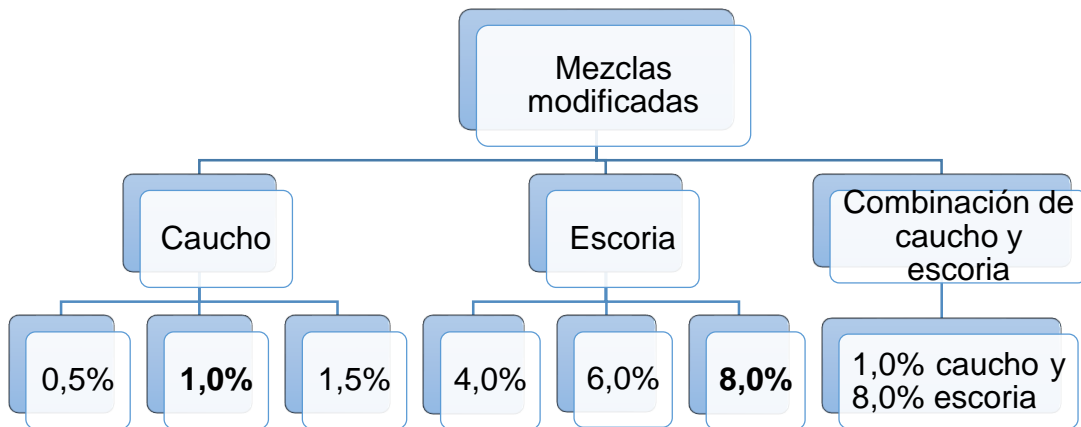 Mezclas
modificadas
Caucho
Escoria
Combinación de
caucho y
escoria
0,5%
1,0%
1,5%
4,0%
6,0%
8,0%
1,0% caucho y
8,0% escoria